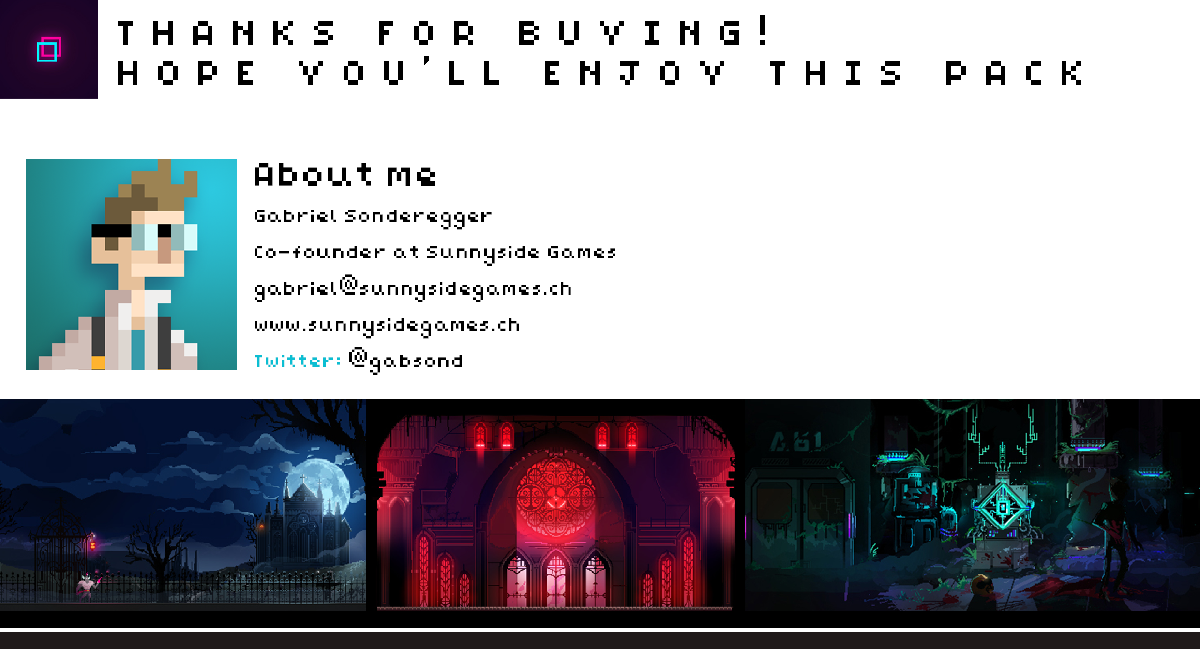 THANKS FOR BUYING!
HOPE YOU'LL ENJOY THIS PACK
About me
Gabriel Sonderegger
Co-founder at Sunnyside Games
gabriel@sunnysidegames.ch
www.sunnysidegames.ch
Twitter: @gabsond